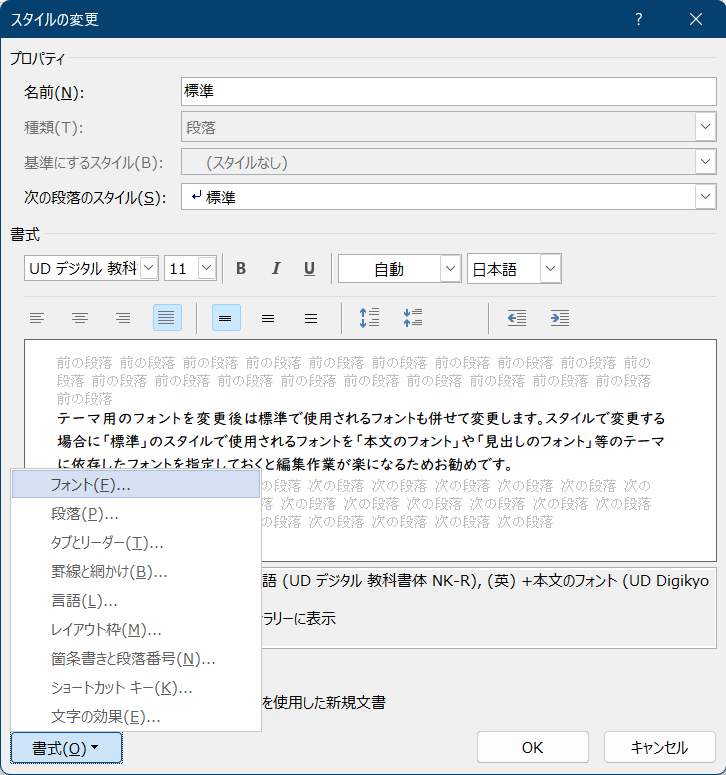 スタイルの変更
?
プロパティ
名前(N):
標準
種類(T):
段落
基準にするスタイル(B):
(スタイルなし)
次の段落のスタイル(S):
標準
書式
UD デジタル 教科
11
B I U
自動
日本語
前の段落 前の段落 前の段落 前の段落 前の段落 前の段落 前の段落 前の段落 前の段落 前の
段落 前の段落 前の段落 前の段落 前の段落 前の段落 前の段落 前の段落 前の段落 前の段落
前の段落
テーマ用のフォントを変更後は標準で使用されるフォントも併せて変更します。スタイルで変更する
場合に「標準」のスタイルで使用されるフォントを「本文のフォント」や「見出しのフォント」等のテーマ
に依存したフォントを指定しておくと編集作業が楽になるためお勧めです。
の段落 次の段落 次の段落 次の段落 次の段落 次の段落 次の
次の段落 次の段落 次の段落 次の段落 次の段落 次の段落
の段落 次の段落 次の段落 次の段落 次の段落
語 (UD デジタル 教科書体 NK-R), (英) +本文のフォント (UD Digikyo
ラリーに表示
を使用した新規文書
フォント(F)...
段落(P)...
タブとリーダー(T)...
罫線と網かけ(B)...
言語(L)...
レイアウト枠(M)...
箇条書きと段落番号(N)...
ショートカット キー(K)...
文字の効果(E)...
書式(O)
OK
キャンセル